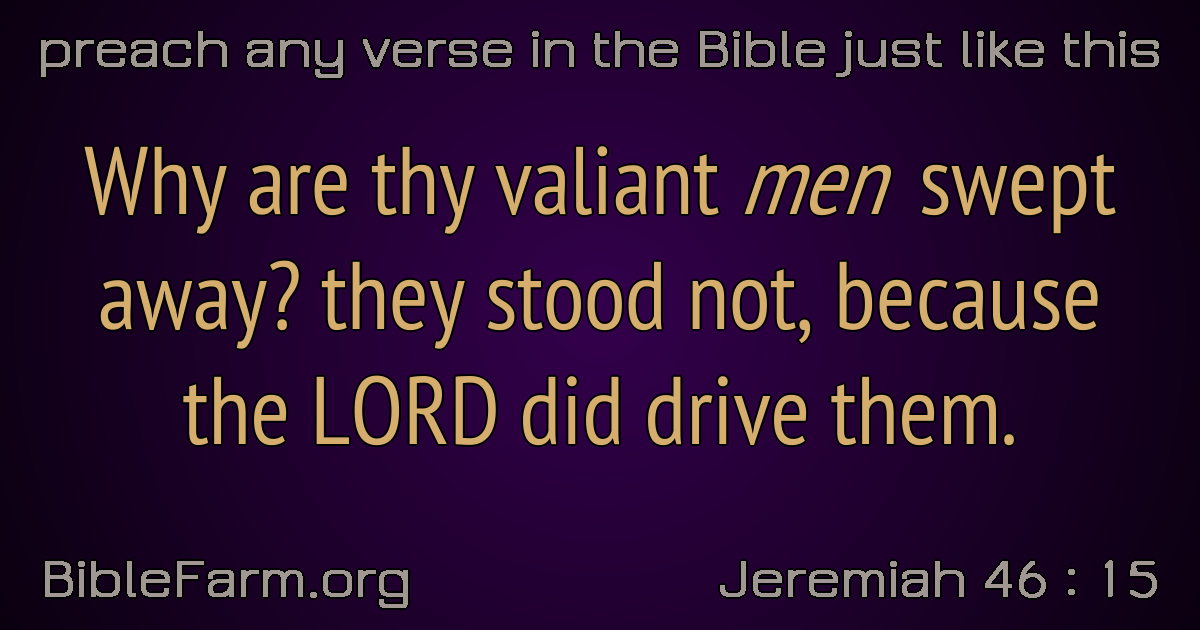 preach any verse in the Bible just like this
Why are thy valiant men swept
away? they stood not, because
the LORD did drive them.
BibleFarm.org
Jeremiah 46 : 15